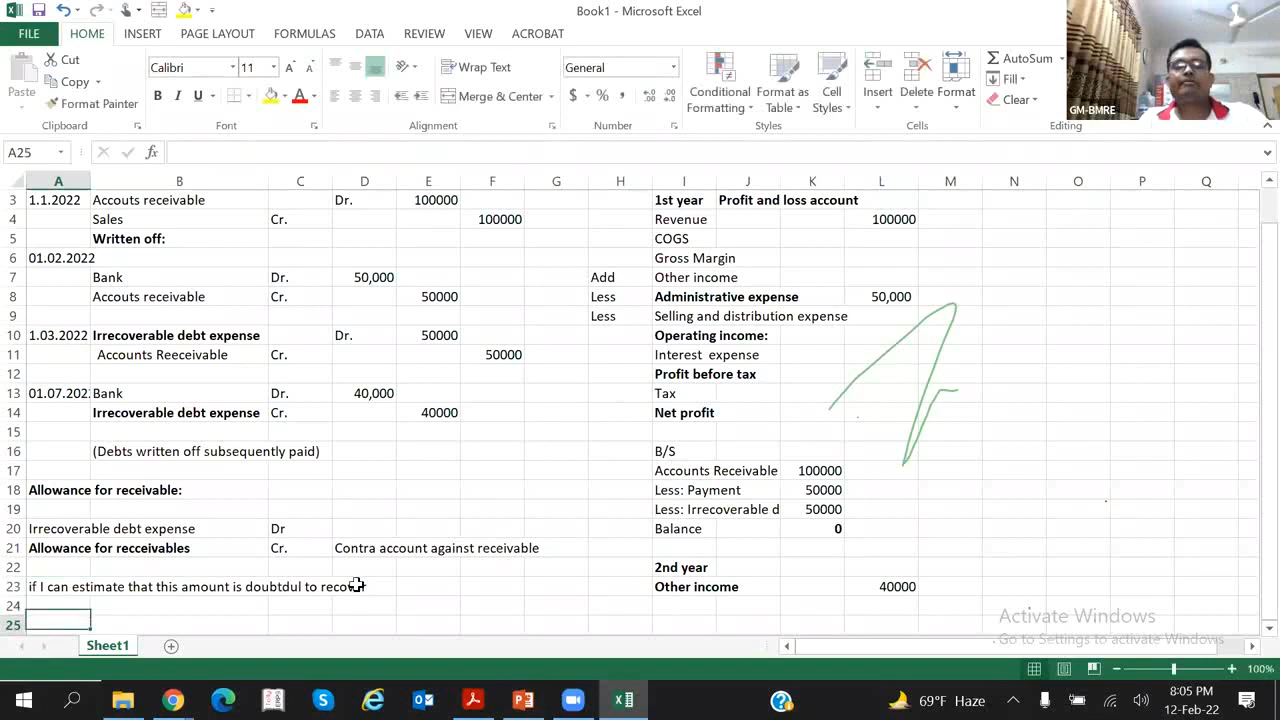 Book1 - Microsoft Excel
FILE HOME INSERT PAGE LAYOUT FORMULAS DATA REVIEW VIEW ACROBAT
Paste Cut Copy Format Painter Clipboard
Calibri 11 B I U A Font
Wrap Text Merge & Center Alignment
General $ % , Number
Conditional Formatting Format as Table Cell Styles Styles
Insert Delete Format Cells
AutoSum Fill Clear Editing
GM-BMRE
A25 fx
A B C D E F G H I J K L M N O P Q
3 1.1.2022 Accouts receivable Dr. 100000 1st year Profit and loss account
4 Sales Cr. 100000 Revenue 100000
5 Written off: COGS
6 01.02.2022 Gross Margin
7 Bank Dr. 50,000 Add Other income
8 Accouts receivable Cr. 50000 Less Administrative expense 50,000
9 Less Selling and distribution expense
10 1.03.2022 Irrecoverable debt expense Dr. 50000 Operating income:
11 Accounts Reeceivable Cr. 50000 Interest expense
12 Profit before tax
13 01.07.202 Bank Dr. 40,000 Tax
14 Irrecoverable debt expense Cr. 40000 Net profit
15
16 (Debts written off subsequently paid) B/S
17 Accounts Receivable 100000
18 Allowance for receivable: Less: Payment 50000
19 Less: Irrecoverable d 50000
20 Irrecoverable debt expense Dr Balance 0
21 Allowance for recceivables Cr. Contra account against receivable
22 2nd year
23 if I can estimate that this amount is doubtdul to Other income 40000
24
25
Activate Windows
Go to Settings to activate Windows
Sheet1
100%
69°F Haze
8:05 PM
12-Feb-22